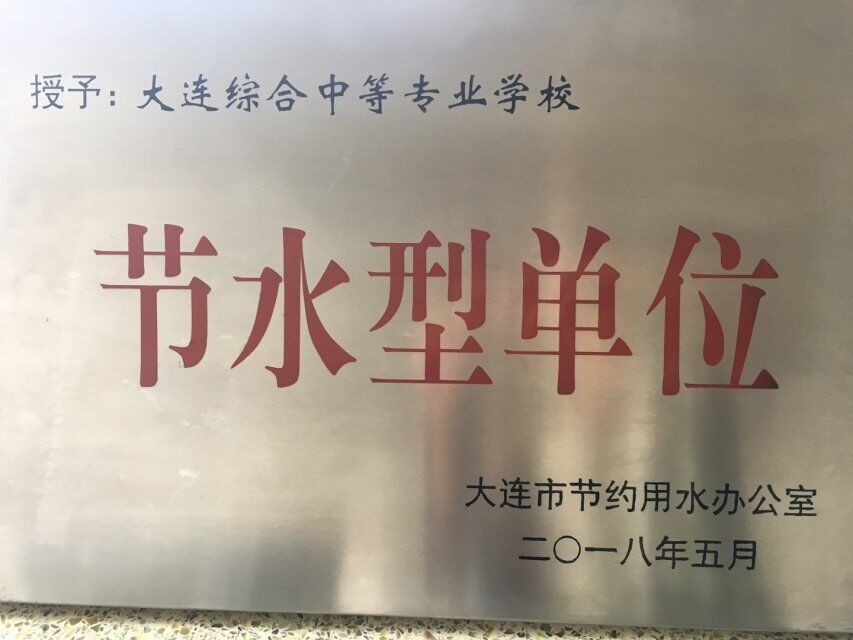 授予：大连综合中等专业学校
节水型单位
大连市节约用水办公室
二〇一八年五月